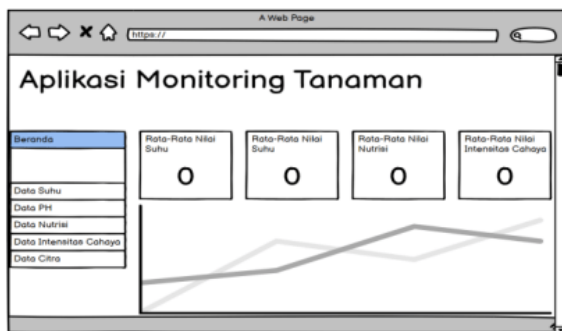 A Web Page
https://
Aplikasi Monitoring Tanaman
Beranda
Data Suhu
Data PH
Data Nutrisi
Data Intensitas Cahaya
Data Citra
Rata-Rata Nilai
Suhu
0
Rata-Rata Nilai
Suhu
0
Rata-Rata Nilai
Nutrisi
0
Rata-Rata Nilai
Intensitas Cahaya
0